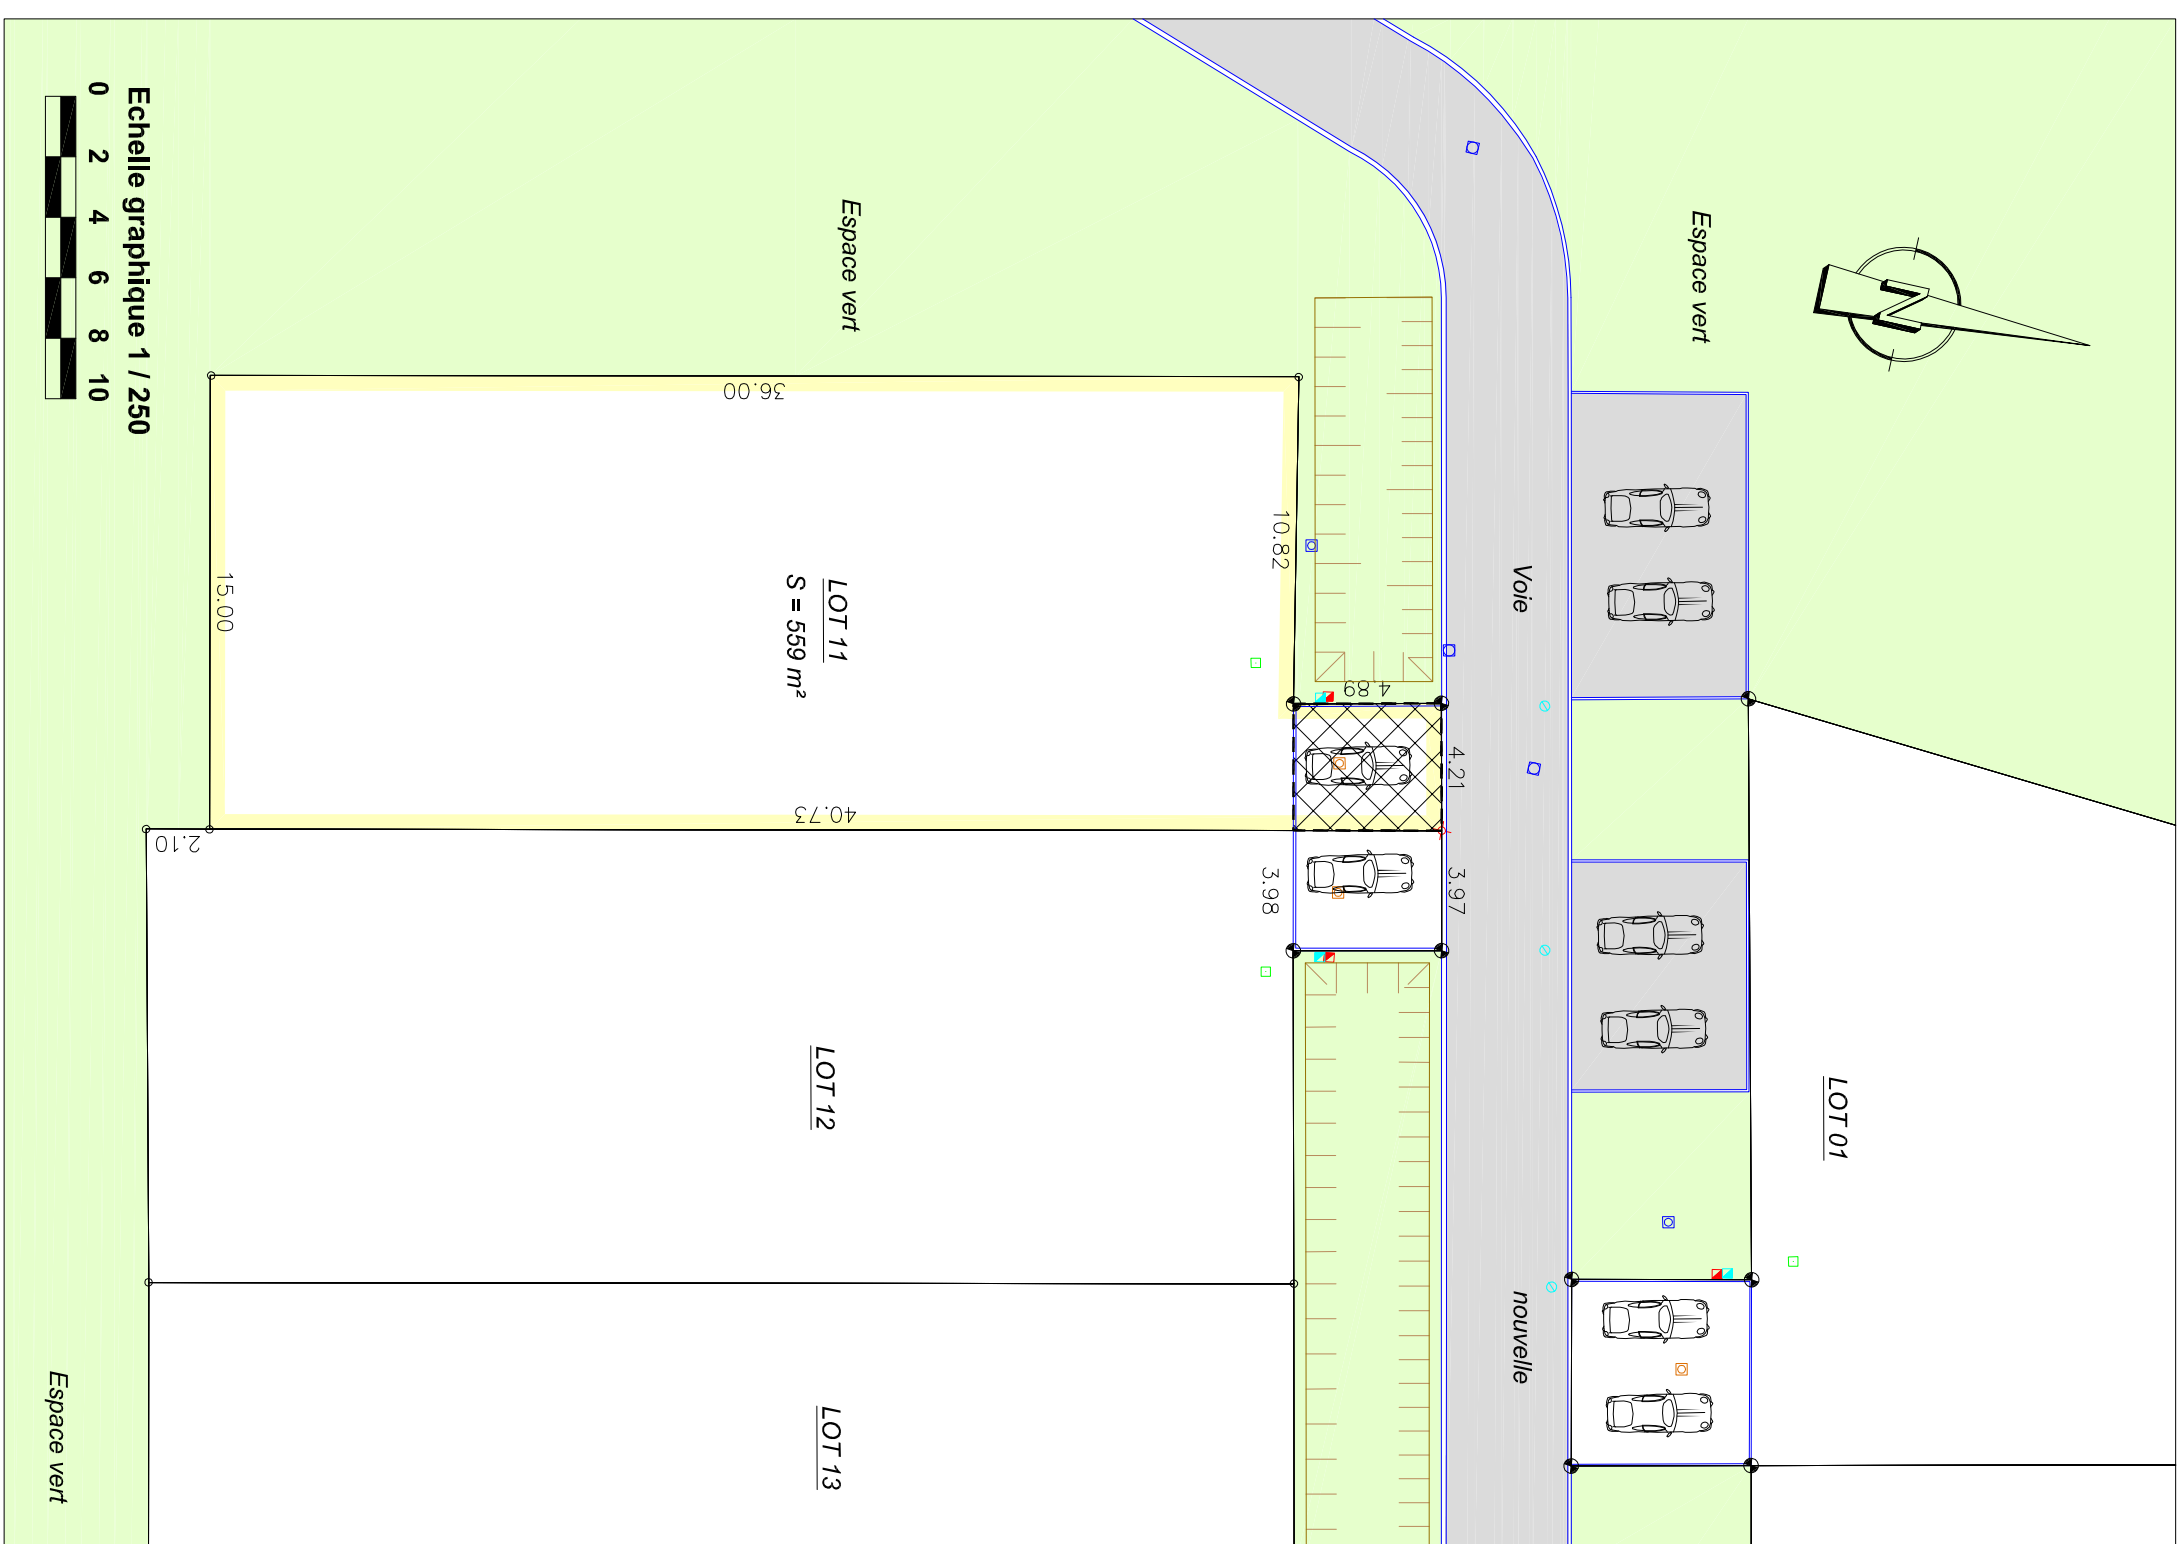 Echelle graphique 1 / 250
0 2 4 6 8 10
Espace vert
Espace vert
N
36.00
10.82
15.00
LOT 11
S = 559 m²
4.89
4.21
40.73
2.10
3.98
3.97
Voie
nouvelle
LOT 12
LOT 01
LOT 13
Espace vert